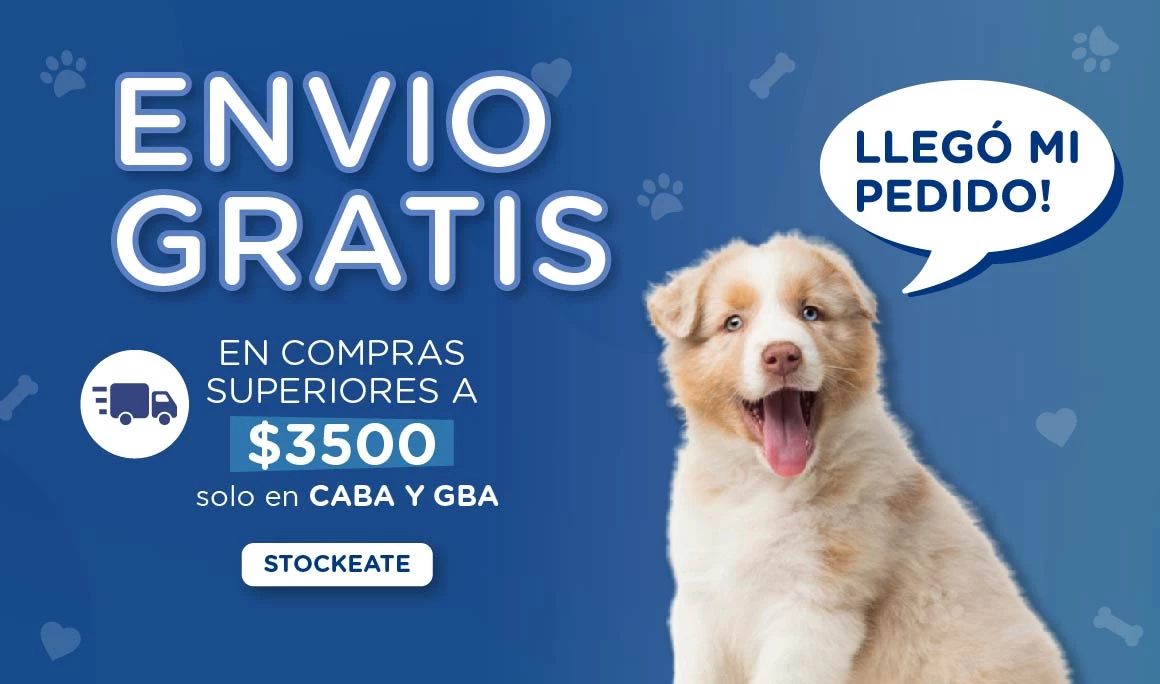 ENVIO
GRATIS
LLEGÓ MI
PEDIDO!
EN COMPRAS
SUPERIORES A
$3500
solo en CABA Y GBA
STOCKEATE